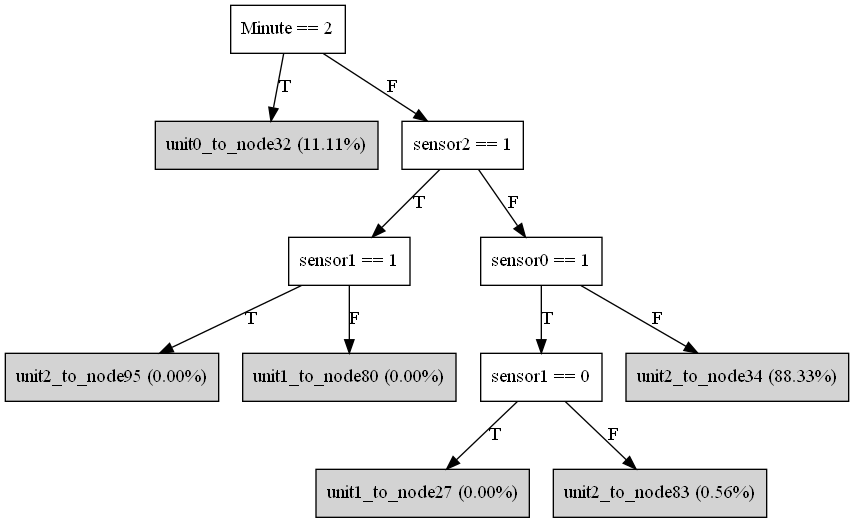 Minute == 2
T
F
unit0_to_node32 (11.11%)
sensor2 == 1
T
F
sensor1 == 1
sensor0 == 1
T
F
T
F
unit2_to_node95 (0.00%)
unit1_to_node80 (0.00%)
sensor1 == 0
unit2_to_node34 (88.33%)
T
F
unit1_to_node27 (0.00%)
unit2_to_node83 (0.56%)